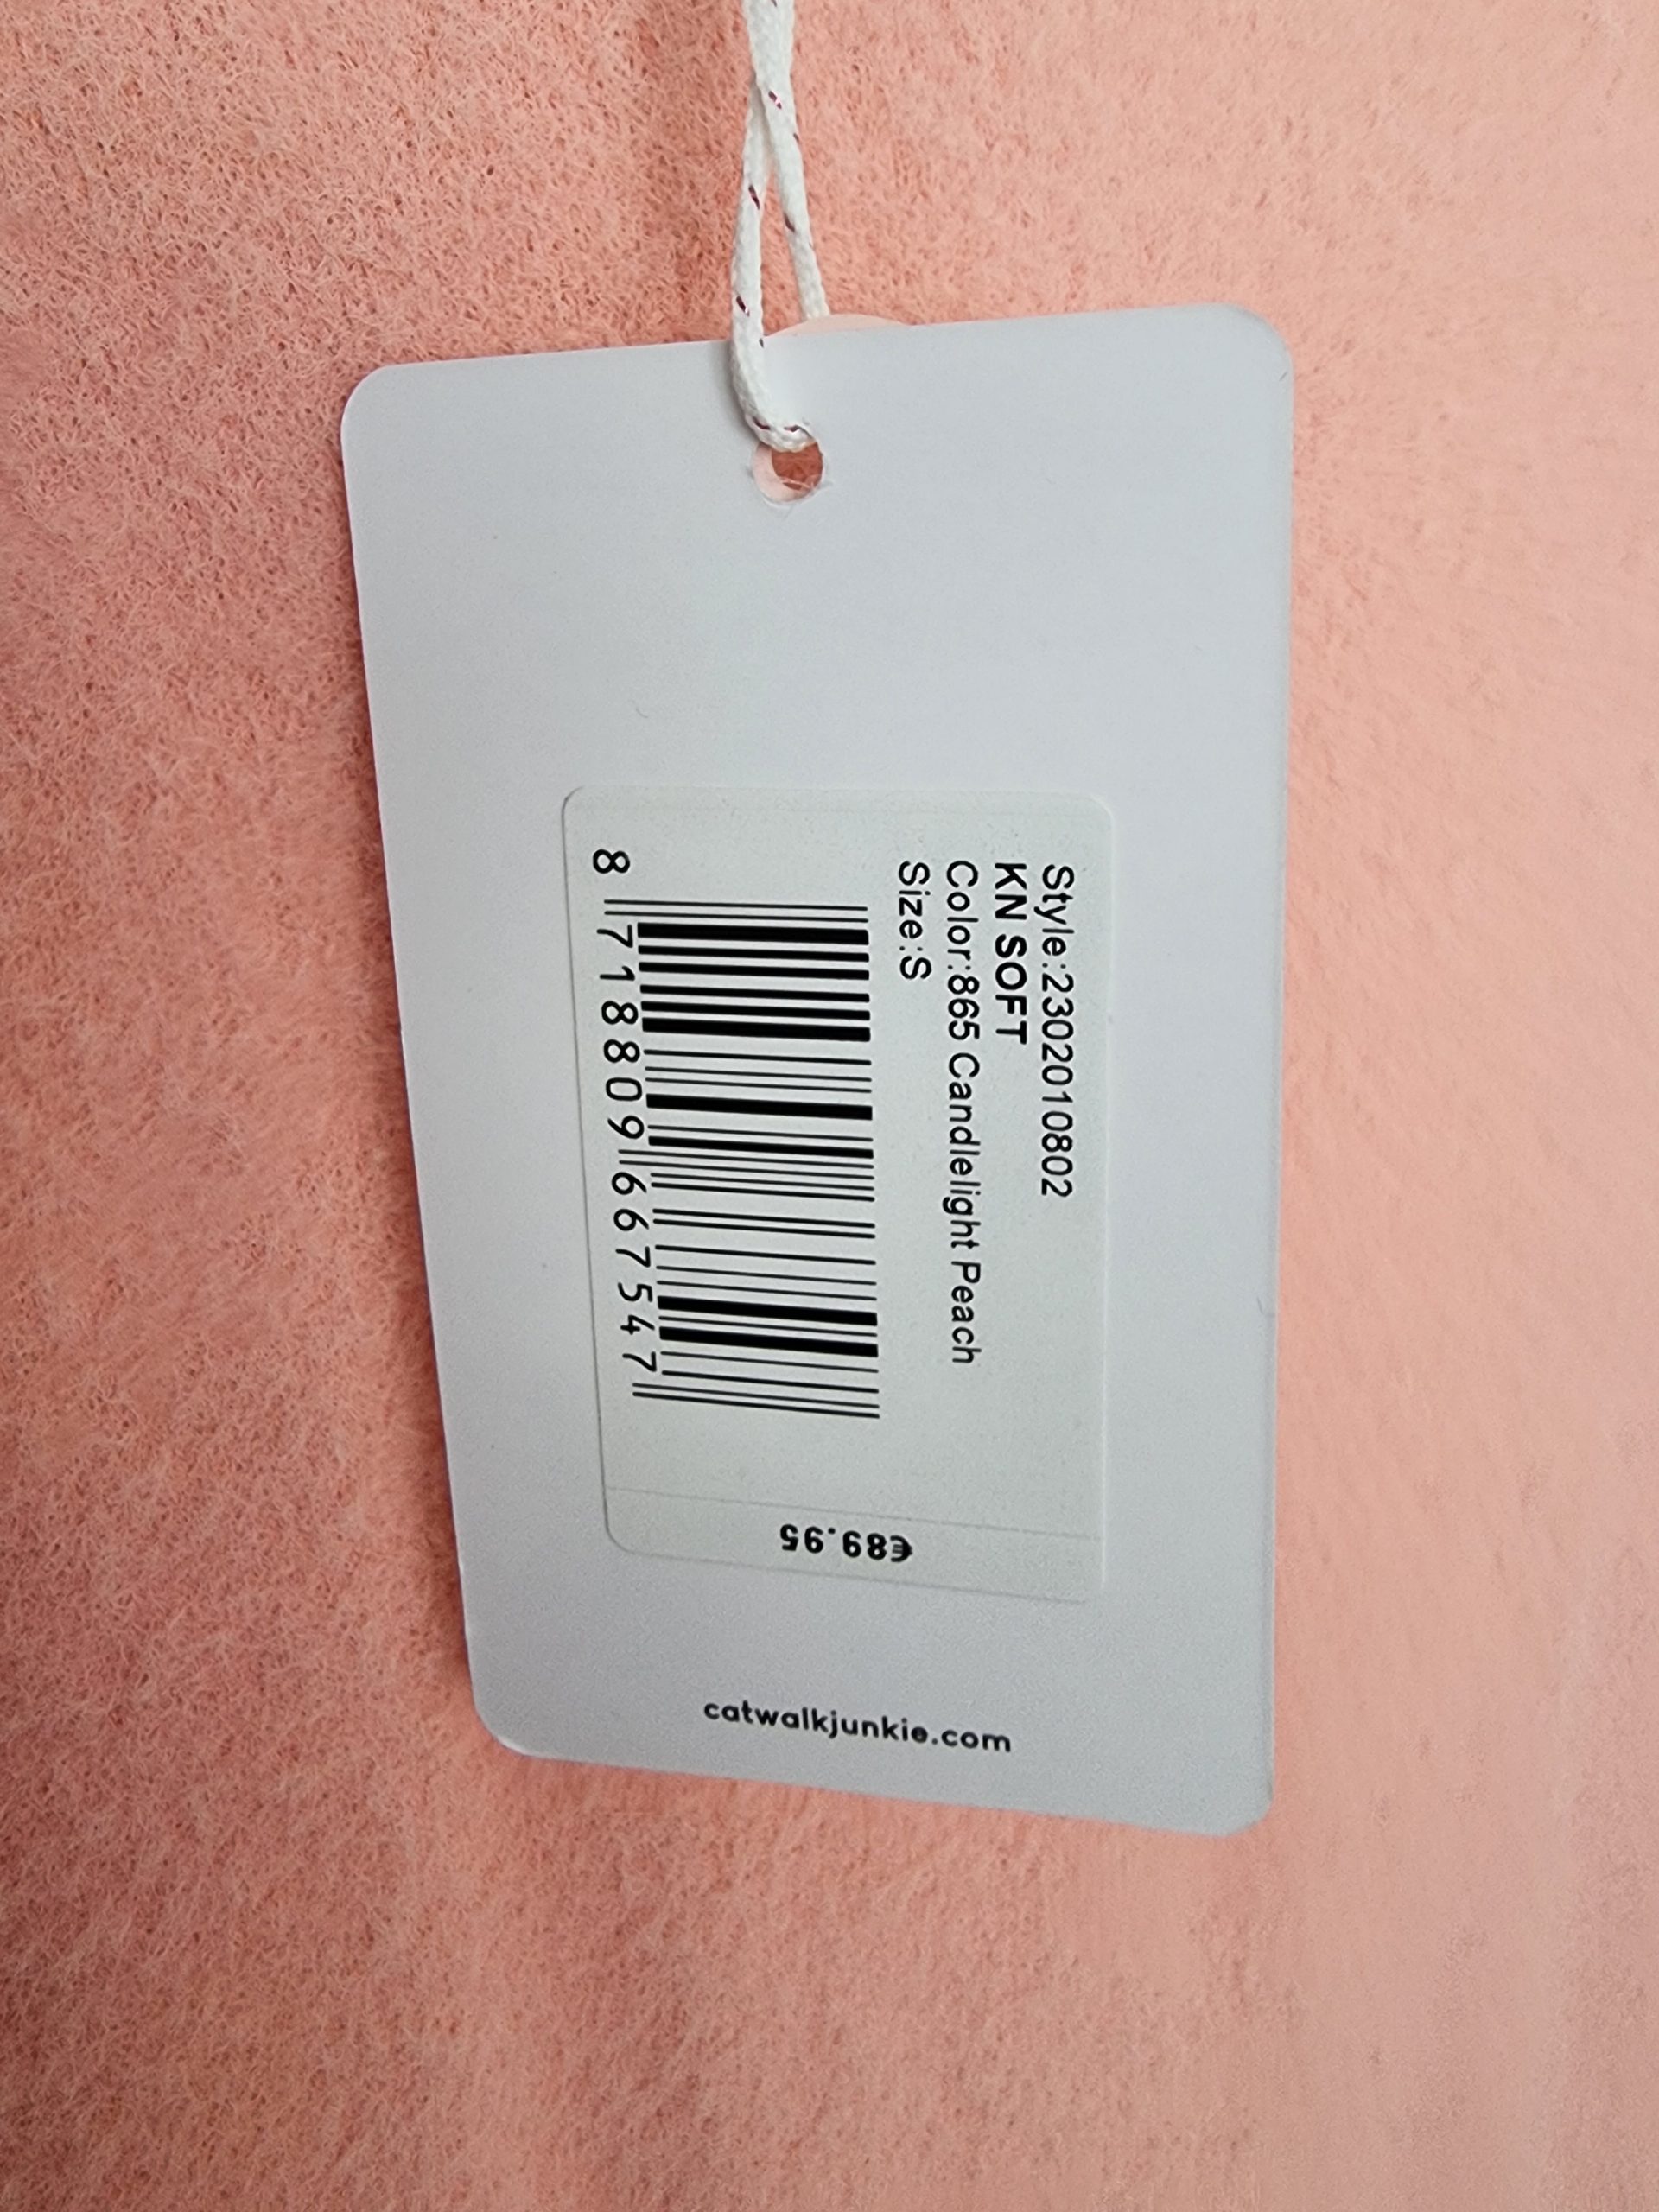 Style:2302010802
KN SOFT
Color:865 Candlelight Peach
Size:S
8 718809 667547
€89.95
catwalkjunkie.com